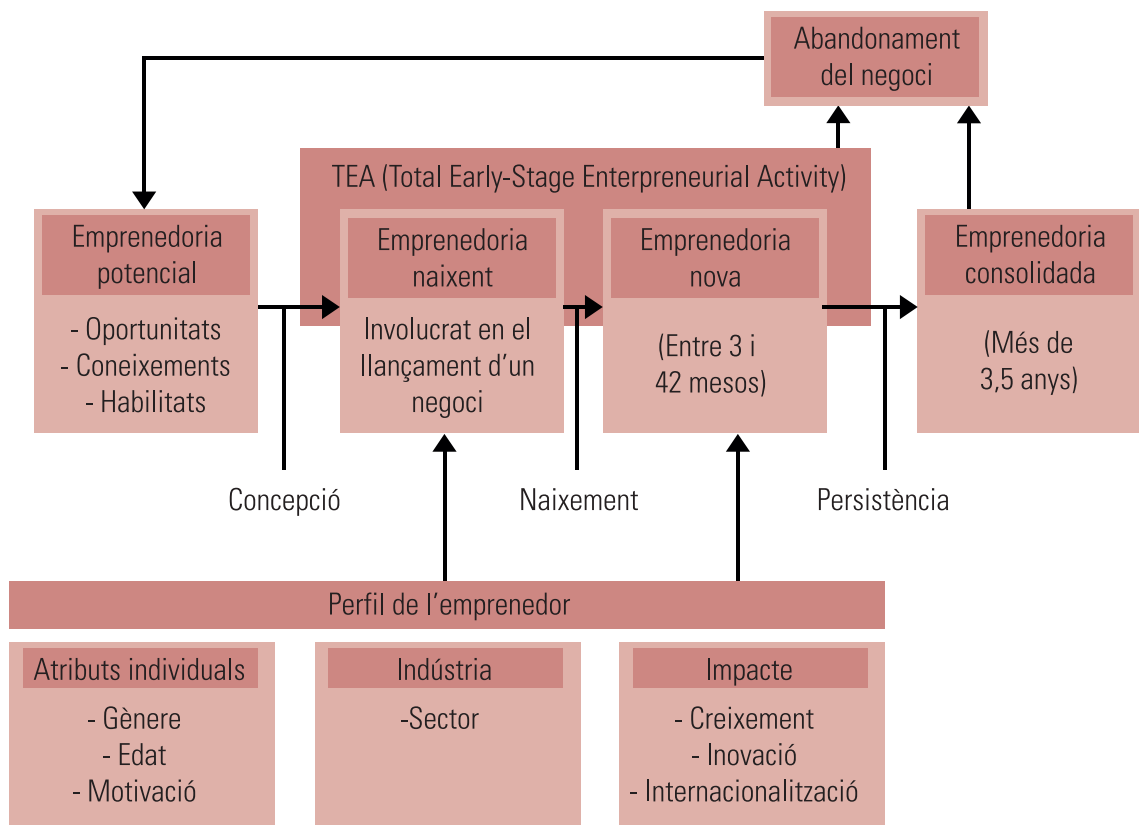 Abandonament
del negoci
TEA (Total Early-Stage Enterpreneurial Activity)
Emprenedoria
potencial
- Oportunitats
- Coneixements
- Habilitats
Emprenedoria
naixent
Involucrat en el
llançament d’un
negoci
Emprenedoria
nova
(Entre 3 i
42 mesos)
Emprenedoria
consolidada
(Més de
3,5 anys)
Concepció
Naixement
Persistència
Perfil de l’emprenedor
Atributs individuals
- Gènere
- Edat
- Motivació
Indústria
-Sector
Impacte
- Creixement
- Inovació
- Internacionalització